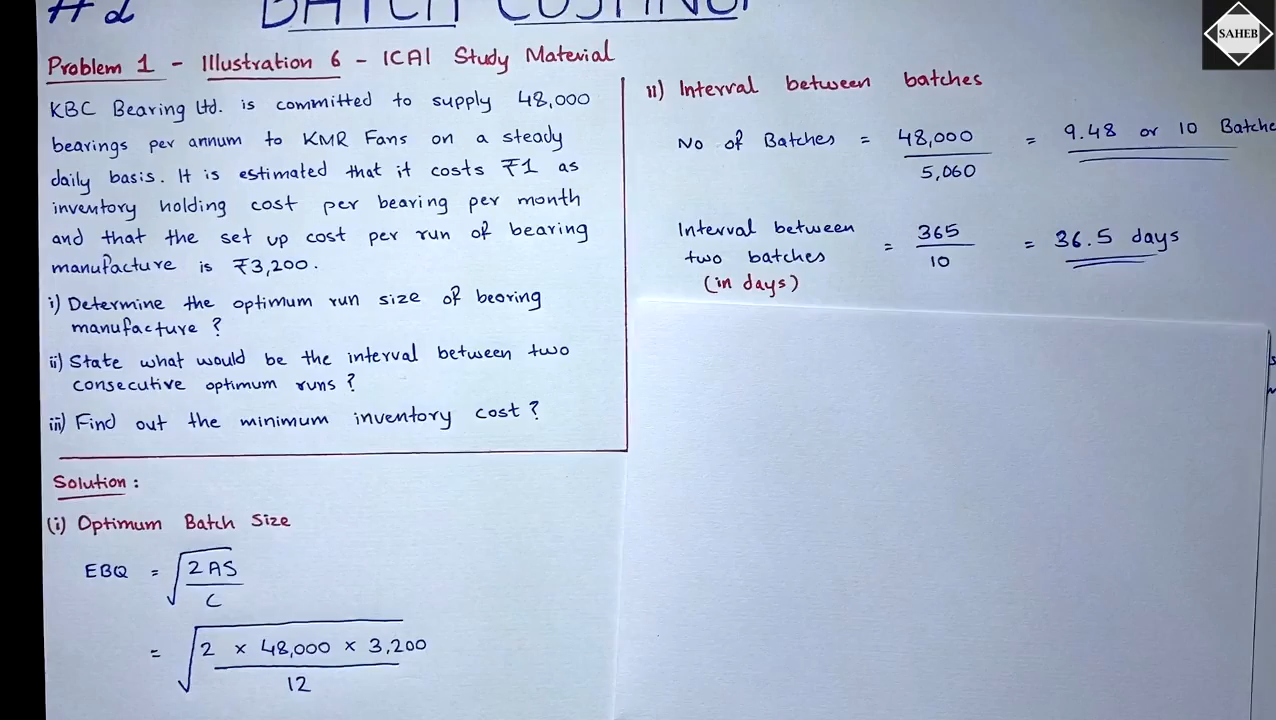 #2 BATCH COSTING
SAHEB
Problem 1 - Illustration 6 - ICAI Study Material
KBC Bearing Ltd. is committed to supply 48,000
bearings per annum to KMR Fans on a steady
daily basis. It is estimated that it costs ₹1 as
inventory holding cost per bearing per month
and that the set up cost per run of bearing
manufacture is ₹3,200.
i) Determine the optimum run size of bearing
manufacture ?
ii) State what would be the interval between two
consecutive optimum runs ?
iii) Find out the minimum inventory cost ?
Solution :
(i) Optimum Batch Size
EBQ = √2AS
C
= √2 × 48,000 × 3,200
12
ii) Interval between batches
No of Batches = 48,000 = 9.48 or 10 Batche
5,060
Interval between
two batches = 365 = 36.5 days
(in days) 10